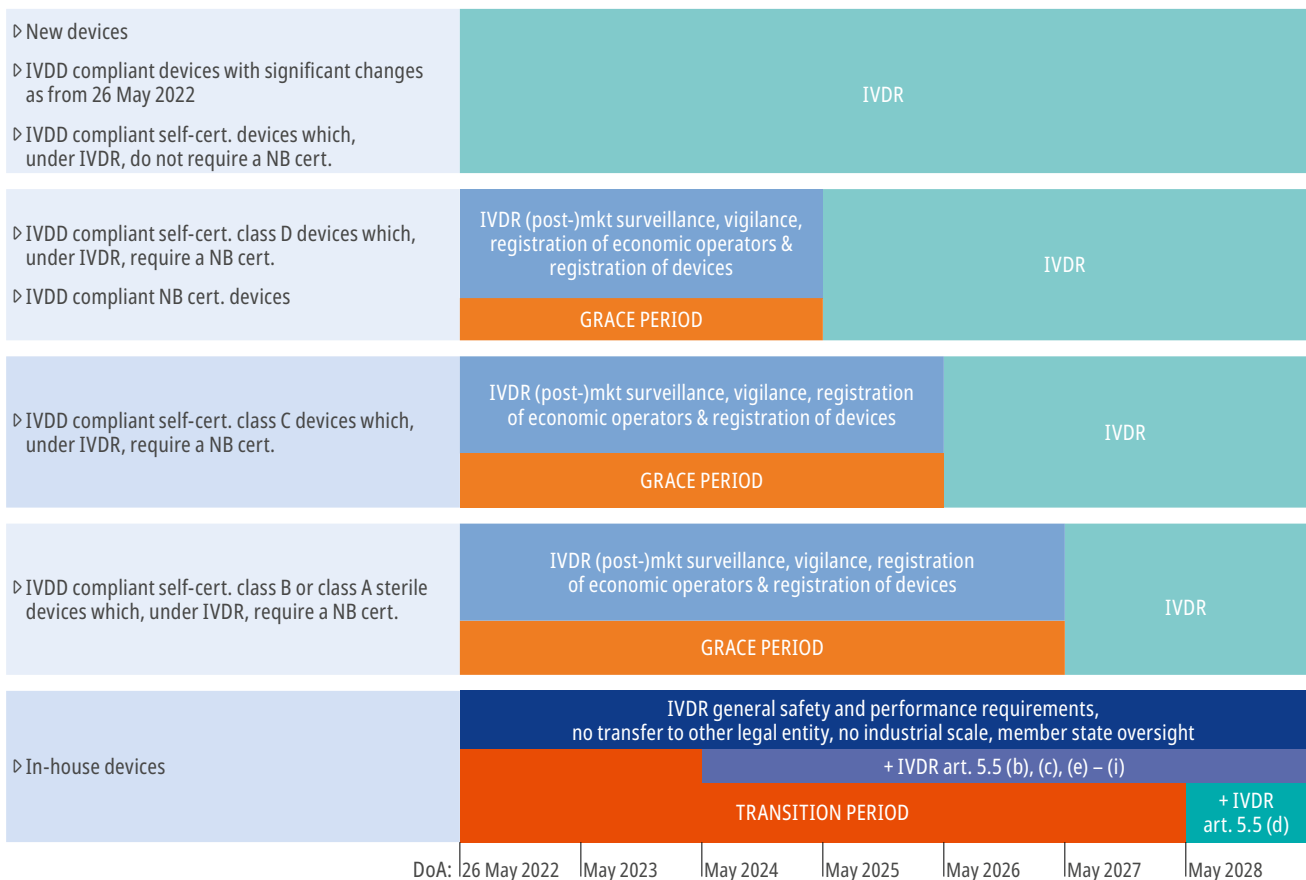 ▷ New devices
▷ IVDD compliant devices with significant changes
as from 26 May 2022
▷ IVDD compliant self-cert. devices which,
under IVDR, do not require a NB cert.
IVDR
▷ IVDD compliant self-cert. class D devices which,
under IVDR, require a NB cert.
▷ IVDD compliant NB cert. devices
IVDR (post-)mkt surveillance, vigilance,
registration of economic operators &
registration of devices
GRACE PERIOD
IVDR
▷ IVDD compliant self-cert. class C devices which,
under IVDR, require a NB cert.
IVDR (post-)mkt surveillance, vigilance, registration
of economic operators & registration of devices
GRACE PERIOD
IVDR
▷ IVDD compliant self-cert. class B or class A sterile
devices which, under IVDR, require a NB cert.
IVDR (post-)mkt surveillance, vigilance, registration
of economic operators & registration of devices
GRACE PERIOD
IVDR
▷ In-house devices
IVDR general safety and performance requirements,
no transfer to other legal entity, no industrial scale, member state oversight
+ IVDR art. 5.5 (b), (c), (e) – (i)
TRANSITION PERIOD
+ IVDR
art. 5.5 (d)
DoA: 26 May 2022 May 2023 May 2024 May 2025 May 2026 May 2027 May 2028